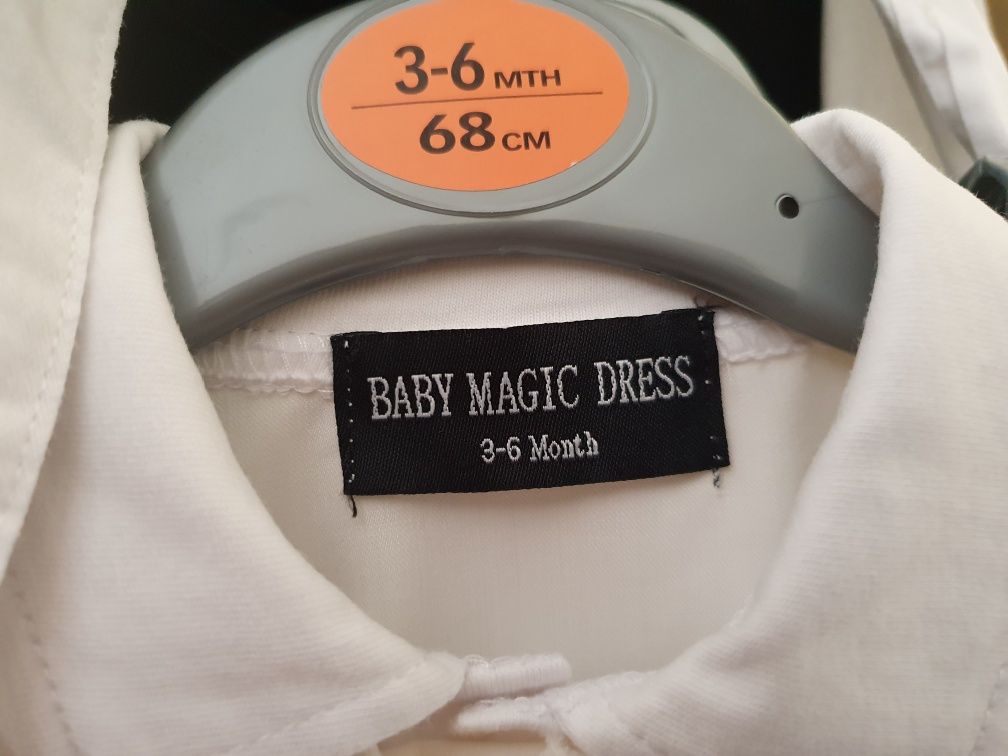 3-6 MTH
68 CM
BABY MAGIC DRESS
3-6 Month